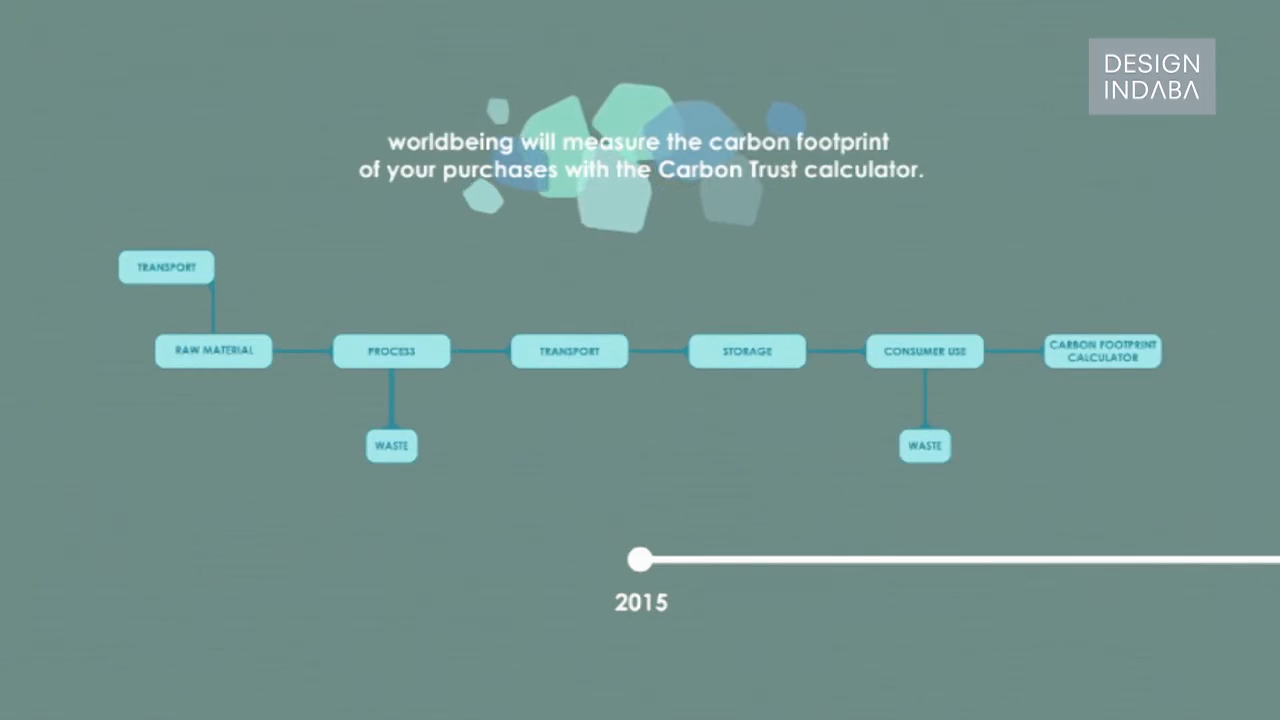 DESIGN
INDABA
worldbeing will measure the carbon footprint
of your purchases with the Carbon Trust calculator.
TRANSPORT
RAW MATERIAL
PROCESS
TRANSPORT
STORAGE
CONSUMER USE
CARBON FOOTPRINT
CALCULATOR
WASTE
WASTE
2015